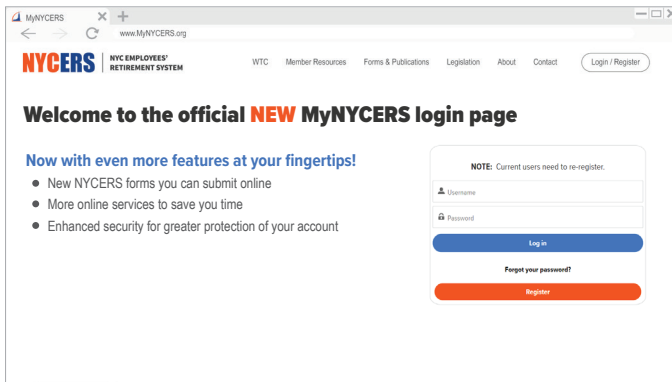 MyNYCERS
www.MyNYCERS.org
NYCERS NYC EMPLOYEES' RETIREMENT SYSTEM
WTC Member Resources Forms & Publications Legislation About Contact Login / Register
Welcome to the official NEW MyNYCERS login page
Now with even more features at your fingertips!
New NYCERS forms you can submit online
More online services to save you time
Enhanced security for greater protection of your account
NOTE: Current users need to re-register.
Username
Password
Log in
Forgot your password?
Register